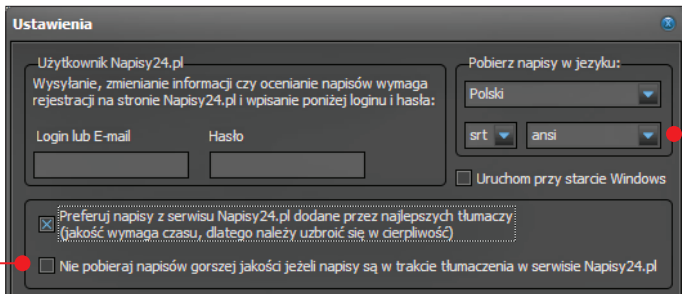 Ustawienia
Użytkownik Napisy24.pl
Wysyłanie, zmienianie informacji czy ocenianie napisów wymaga
rejestracji na stronie Napisy24.pl i wpisanie poniżej loginu i hasła:
Login lub E-mail
Hasło
Pobierz napisy w jezyku:
Polski
srt
ansi
Uruchom przy starcie Windows
Preferuj napisy z serwisu Napisy24.pl dodane przez najlepszych tłumaczy
(jakość wymaga czasu, dlatego należy uzbroić się w cierpliwość)
Nie pobieraj napisów gorszej jakości jeżeli napisy są w trakcie tłumaczenia w serwisie Napisy24.pl